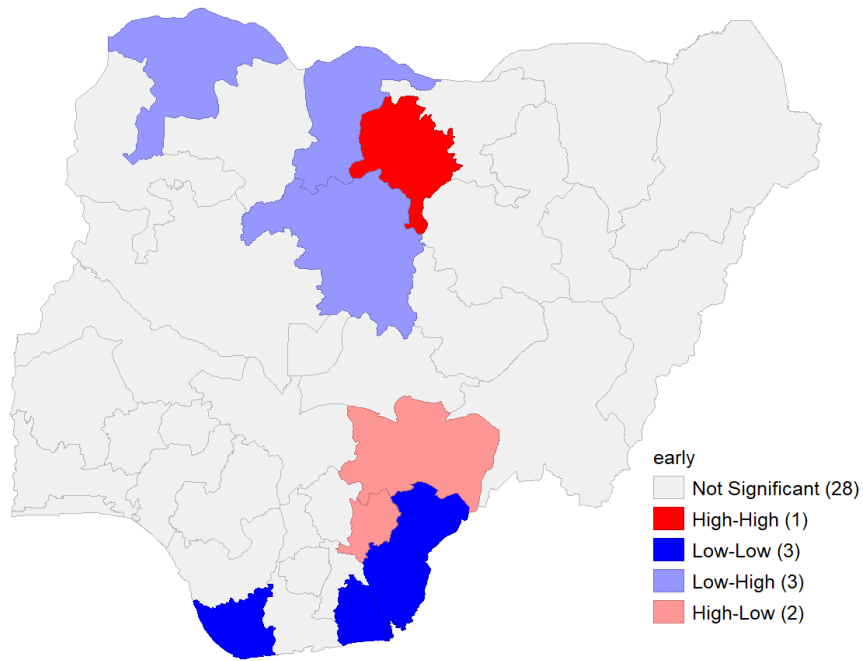 early
Not Significant (28)
High-High (1)
Low-Low (3)
Low-High (3)
High-Low (2)